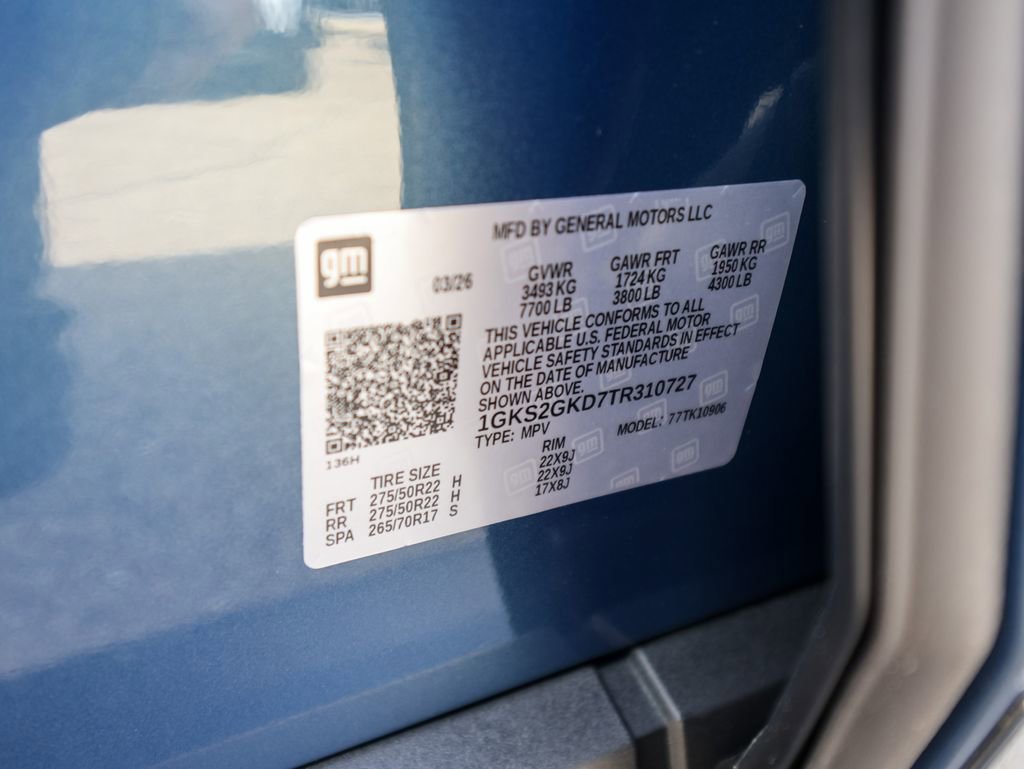 MFD BY GENERAL MOTORS LLC
gm
03/26
GVWR GAWR FRT GAWR RR
3493 KG 1724 KG 1950 KG
7700 LB 3800 LB 4300 LB
THIS VEHICLE CONFORMS TO ALL
APPLICABLE U.S. FEDERAL MOTOR
VEHICLE SAFETY STANDARDS IN EFFECT
ON THE DATE OF MANUFACTURE
SHOWN ABOVE.
1GKS2GKD7TR310727
TYPE: MPV MODEL: 77TK10906
136H
TIRE SIZE RIM
FRT 275/50R22 H 22X9J
RR 275/50R22 H 22X9J
SPA 265/70R17 S 17X8J